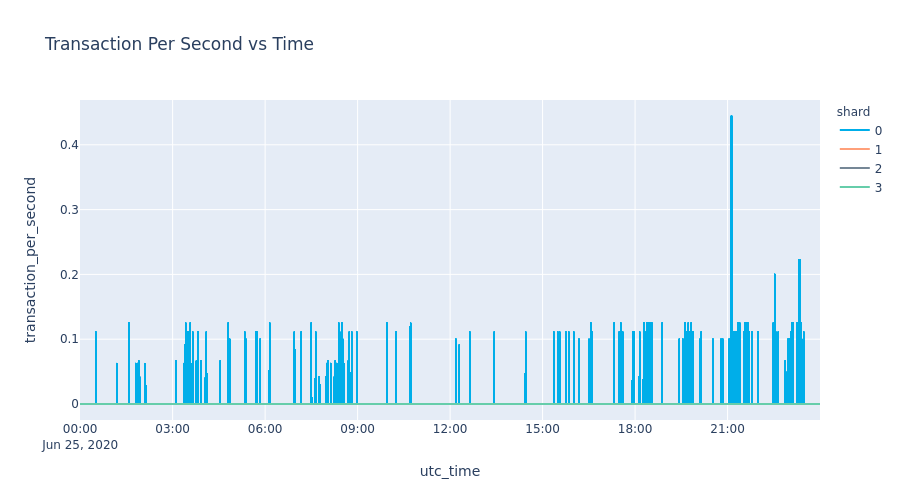 Transaction Per Second vs Time
shard
0
1
2
3
transaction_per_second
0.4
0.3
0.2
0.1
0
00:00 03:00 06:00 09:00 12:00 15:00 18:00 21:00
Jun 25, 2020
utc_time